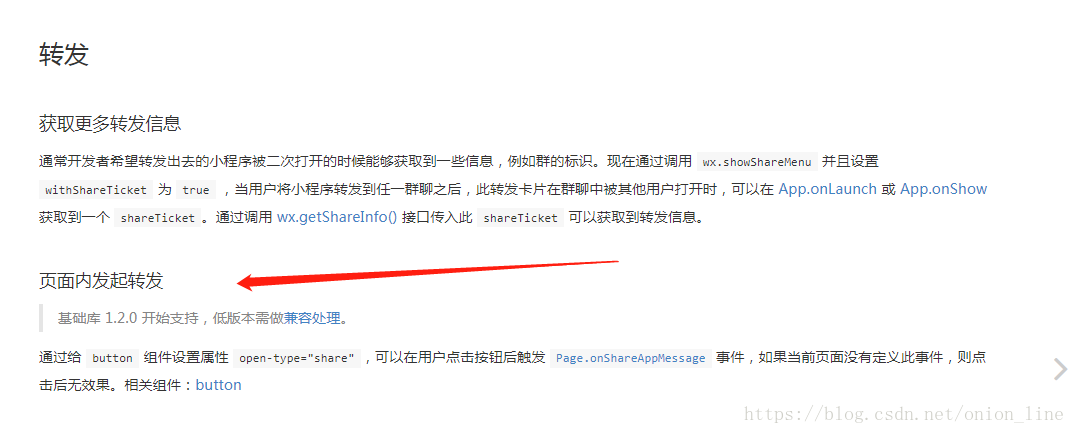 转发
获取更多转发信息
通常开发者希望转发出去的小程序被二次打开的时候能够获取到一些信息，例如群的标识。现在通过调用 wx.showShareMenu 并且设置
withShareTicket 为 true ，当用户将小程序转发到任一群聊之后，此转发卡片在群聊中被其他用户打开时，可以在 App.onLaunch 或 App.onShow
获取到一个 shareTicket 。通过调用 wx.getShareInfo() 接口传入此 shareTicket 可以获取到转发信息。
页面内发起转发
基础库 1.2.0 开始支持，低版本需做兼容处理。
通过给 button 组件设置属性 open-type="share" ，可以在用户点击按钮后触发 Page.onShareAppMessage 事件，如果当前页面没有定义此事件，则点
击后无效果。相关组件：button
https://blog.csdn.net/onion_line